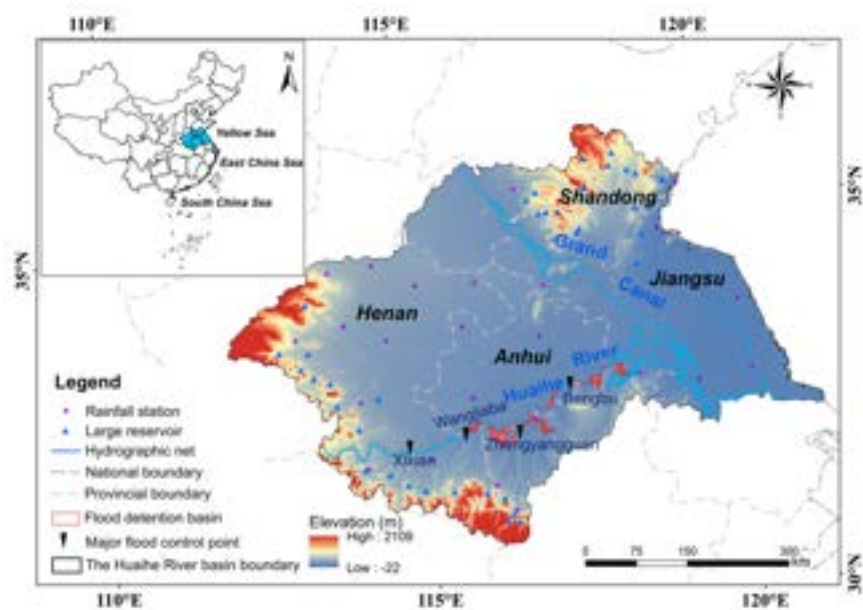 110°E 115°E 120°E
N
Yellow Sea
East China Sea
South China Sea
35°N
35°N
Shandong
Grand
Canal
Jiangsu
Henan
Anhui
Huaihe River
Bengbu
Wangjiaba
Zhengyangguan
Xixian
Legend
Rainfall station
Large reservoir
Hydrographic net
National boundary
Provincial boundary
Flood detention basin
Major flood control point
The Huaihe River basin boundary
Elevation (m)
High : 2109
Low : -22
0 75 150 300
Km
30°N
110°E 115°E 120°E